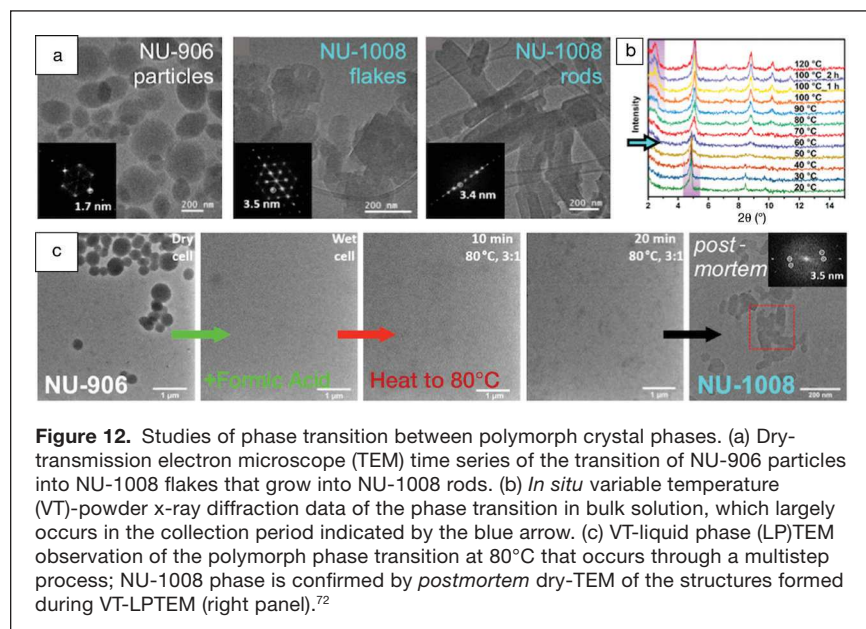 a
NU-906
particles
1.7 nm
200 nm
NU-1008
flakes
3.5 nm
200 nm
NU-1008
rods
3.4 nm
200 nm
b
Intensity
120 °C
100 °C_2 h
100 °C_1 h
100 °C
90 °C
80 °C
70 °C
60 °C
50 °C
40 °C
30 °C
20 °C
2 4 6 8 10 12 14
2θ (°)
c
Dry
cell
NU-906
1 µm
Wet
cell
+Formic Acid
1 µm
10 min
80°C, 3:1
Heat to 80°C
1 µm
20 min
80°C, 3:1
1 µm
post-
mortem
3.5 nm
NU-1008
220 nm
Figure 12. Studies of phase transition between polymorph crystal phases. (a) Dry-
transmission electron microscope (TEM) time series of the transition of NU-906 particles
into NU-1008 flakes that grow into NU-1008 rods. (b) In situ variable temperature
(VT)-powder x-ray diffraction data of the phase transition in bulk solution, which largely
occurs in the collection period indicated by the blue arrow. (c) VT-liquid phase (LP)TEM
observation of the polymorph phase transition at 80°C that occurs through a multistep
process; NU-1008 phase is confirmed by postmortem dry-TEM of the structures formed
during VT-LPTEM (right panel).72